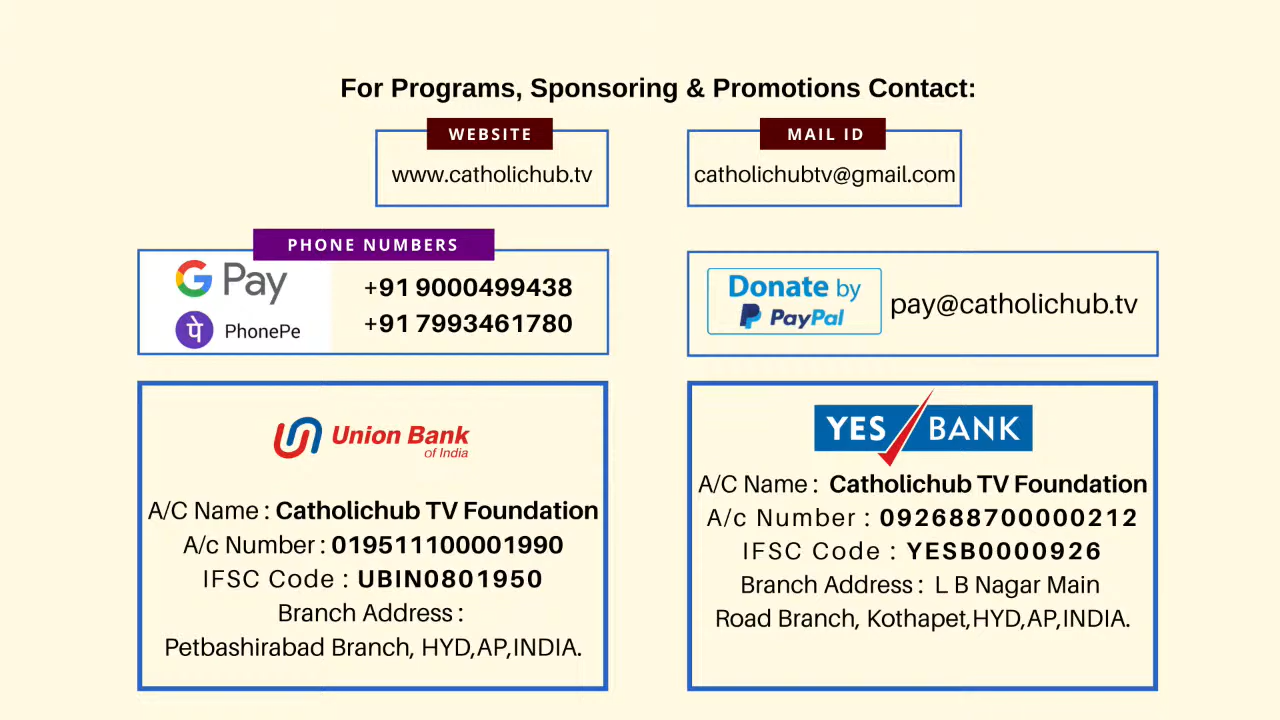 For Programs, Sponsoring & Promotions Contact:
WEBSITE
www.catholichub.tv
MAIL ID
catholichubtv@gmail.com
PHONE NUMBERS
G Pay
पे PhonePe
+91 9000499438
+91 7993461780
Donate by
PayPal
pay@catholichub.tv
Union Bank
of India
A/C Name : Catholichub TV Foundation
A/c Number : 019511100001990
IFSC Code : UBIN0801950
Branch Address :
Petbashirabad Branch, HYD,AP,INDIA.
YES BANK
A/C Name : Catholichub TV Foundation
A/c Number : 092688700000212
IFSC Code : YESB0000926
Branch Address : L B Nagar Main
Road Branch, Kothapet,HYD,AP,INDIA.